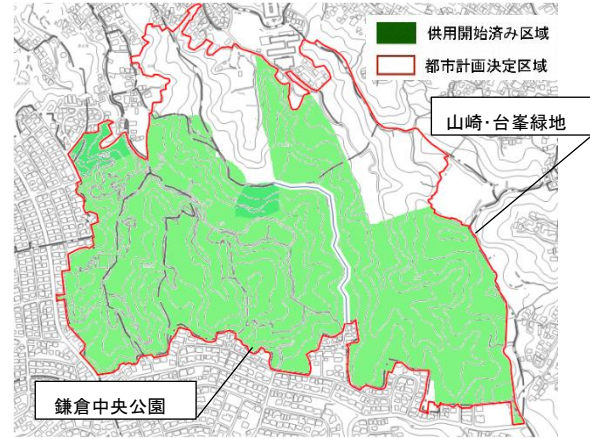 供用開始済み区域
都市計画決定区域
山崎・台峯緑地
鎌倉中央公園